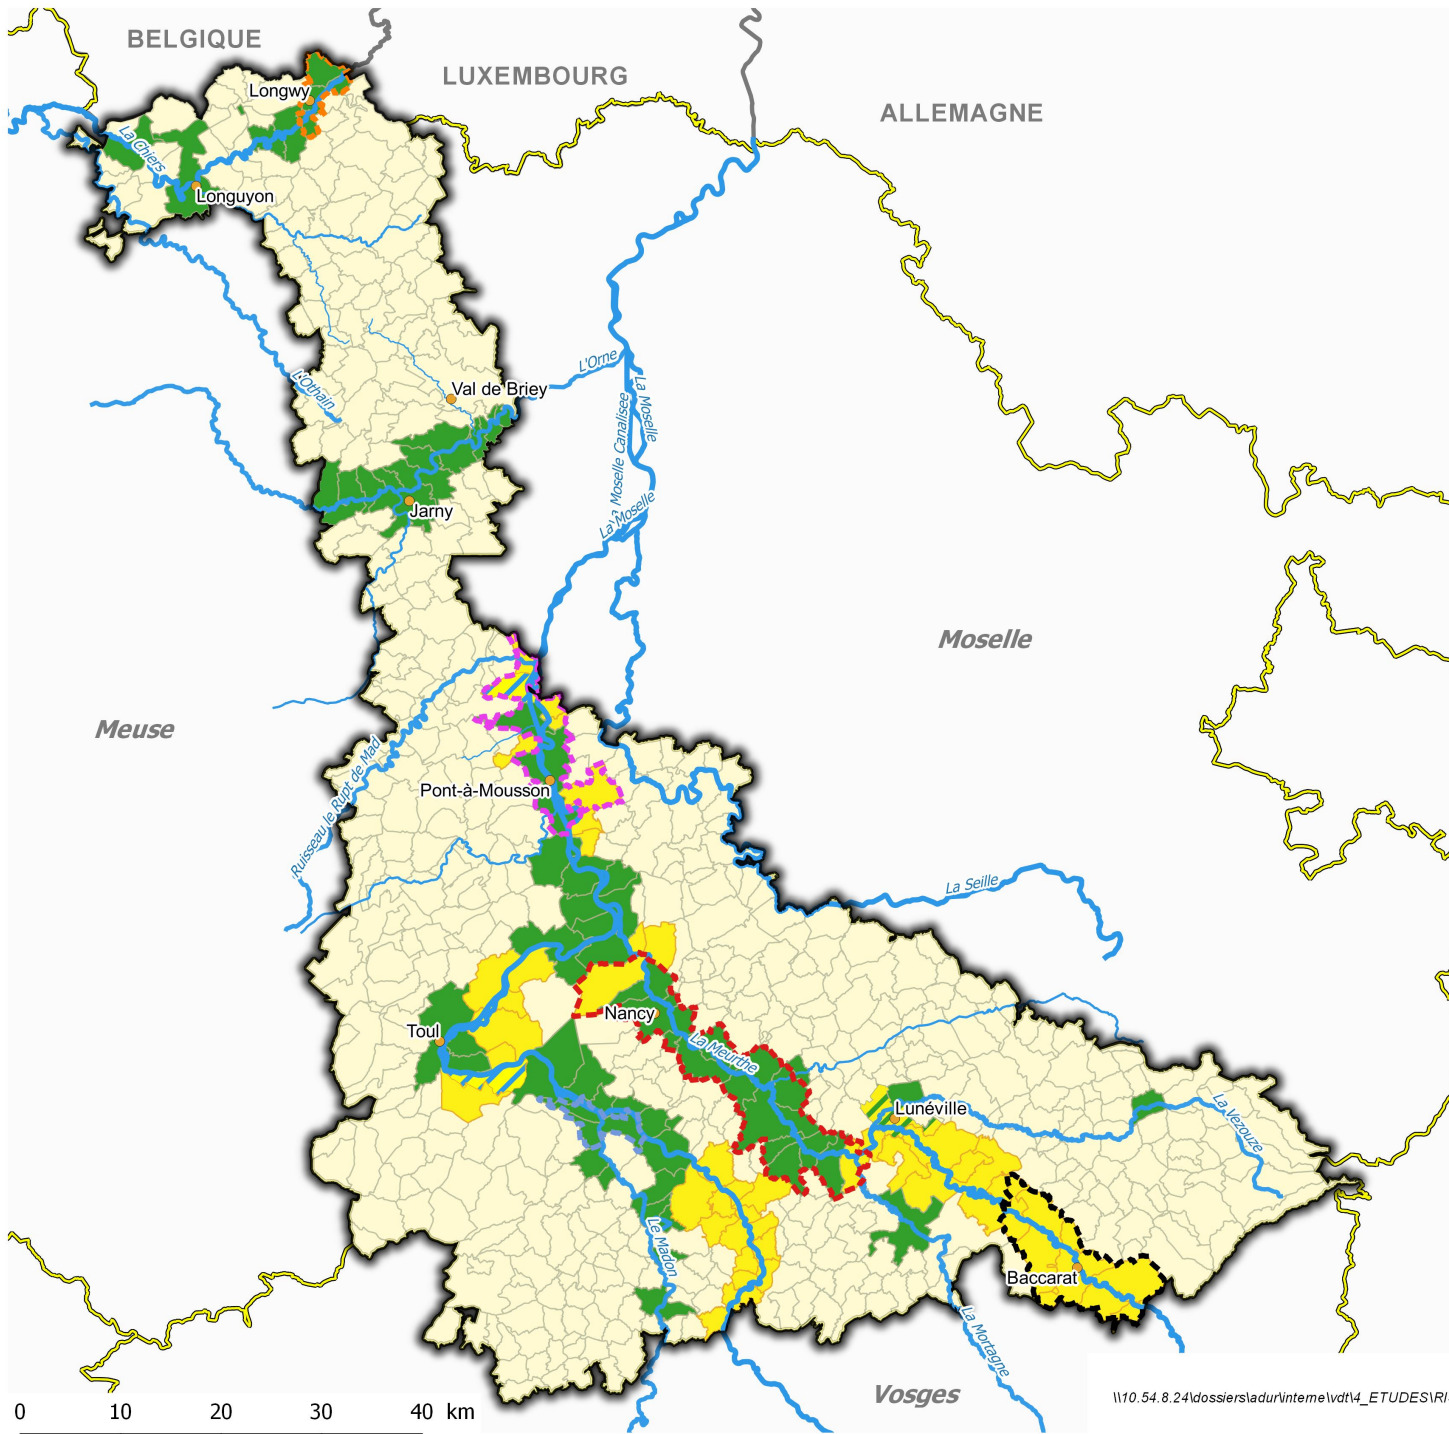 BELGIQUE
LUXEMBOURG
ALLEMAGNE
Longwy
La Chiers
Longuyon
L'Orne
Val de Briey
L'Othain
La Moselle
La Moselle Canalisee
Jarny
La Moselle
Moselle
Meuse
Ruisseau le Rupt de Mad
Pont-à-Mousson
La Seille
Nancy
Toul
La Meurthe
Lunéville
La Vezouze
Le Madon
Baccarat
La Mortagne
Vosges
\\10.54.8.24\dossiers\adur\interne\vdt\4_ETUDES\RI
0 10 20 30 40 km